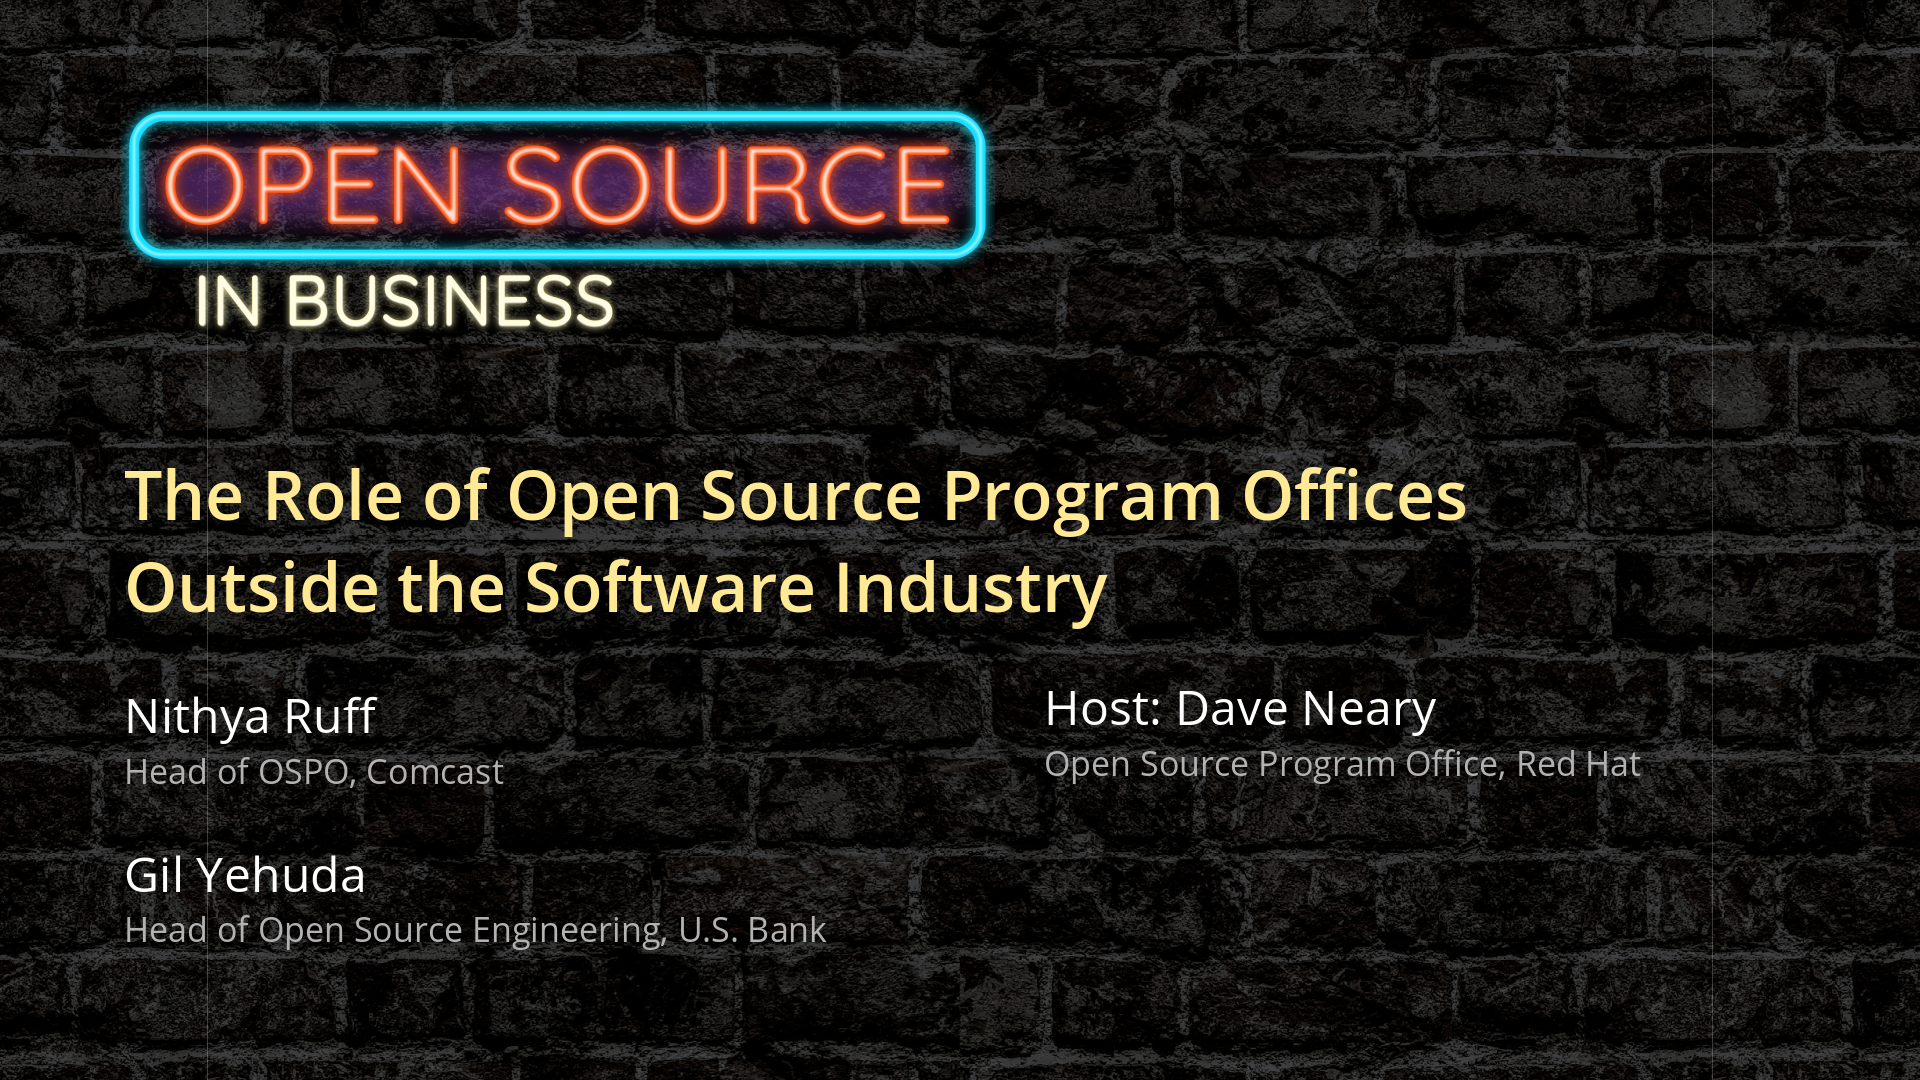 OPEN SOURCE
IN BUSINESS
The Role of Open Source Program Offices
Outside the Software Industry
Nithya Ruff
Head of OSPO, Comcast
Gil Yehuda
Head of Open Source Engineering, U.S. Bank
Host: Dave Neary
Open Source Program Office, Red Hat